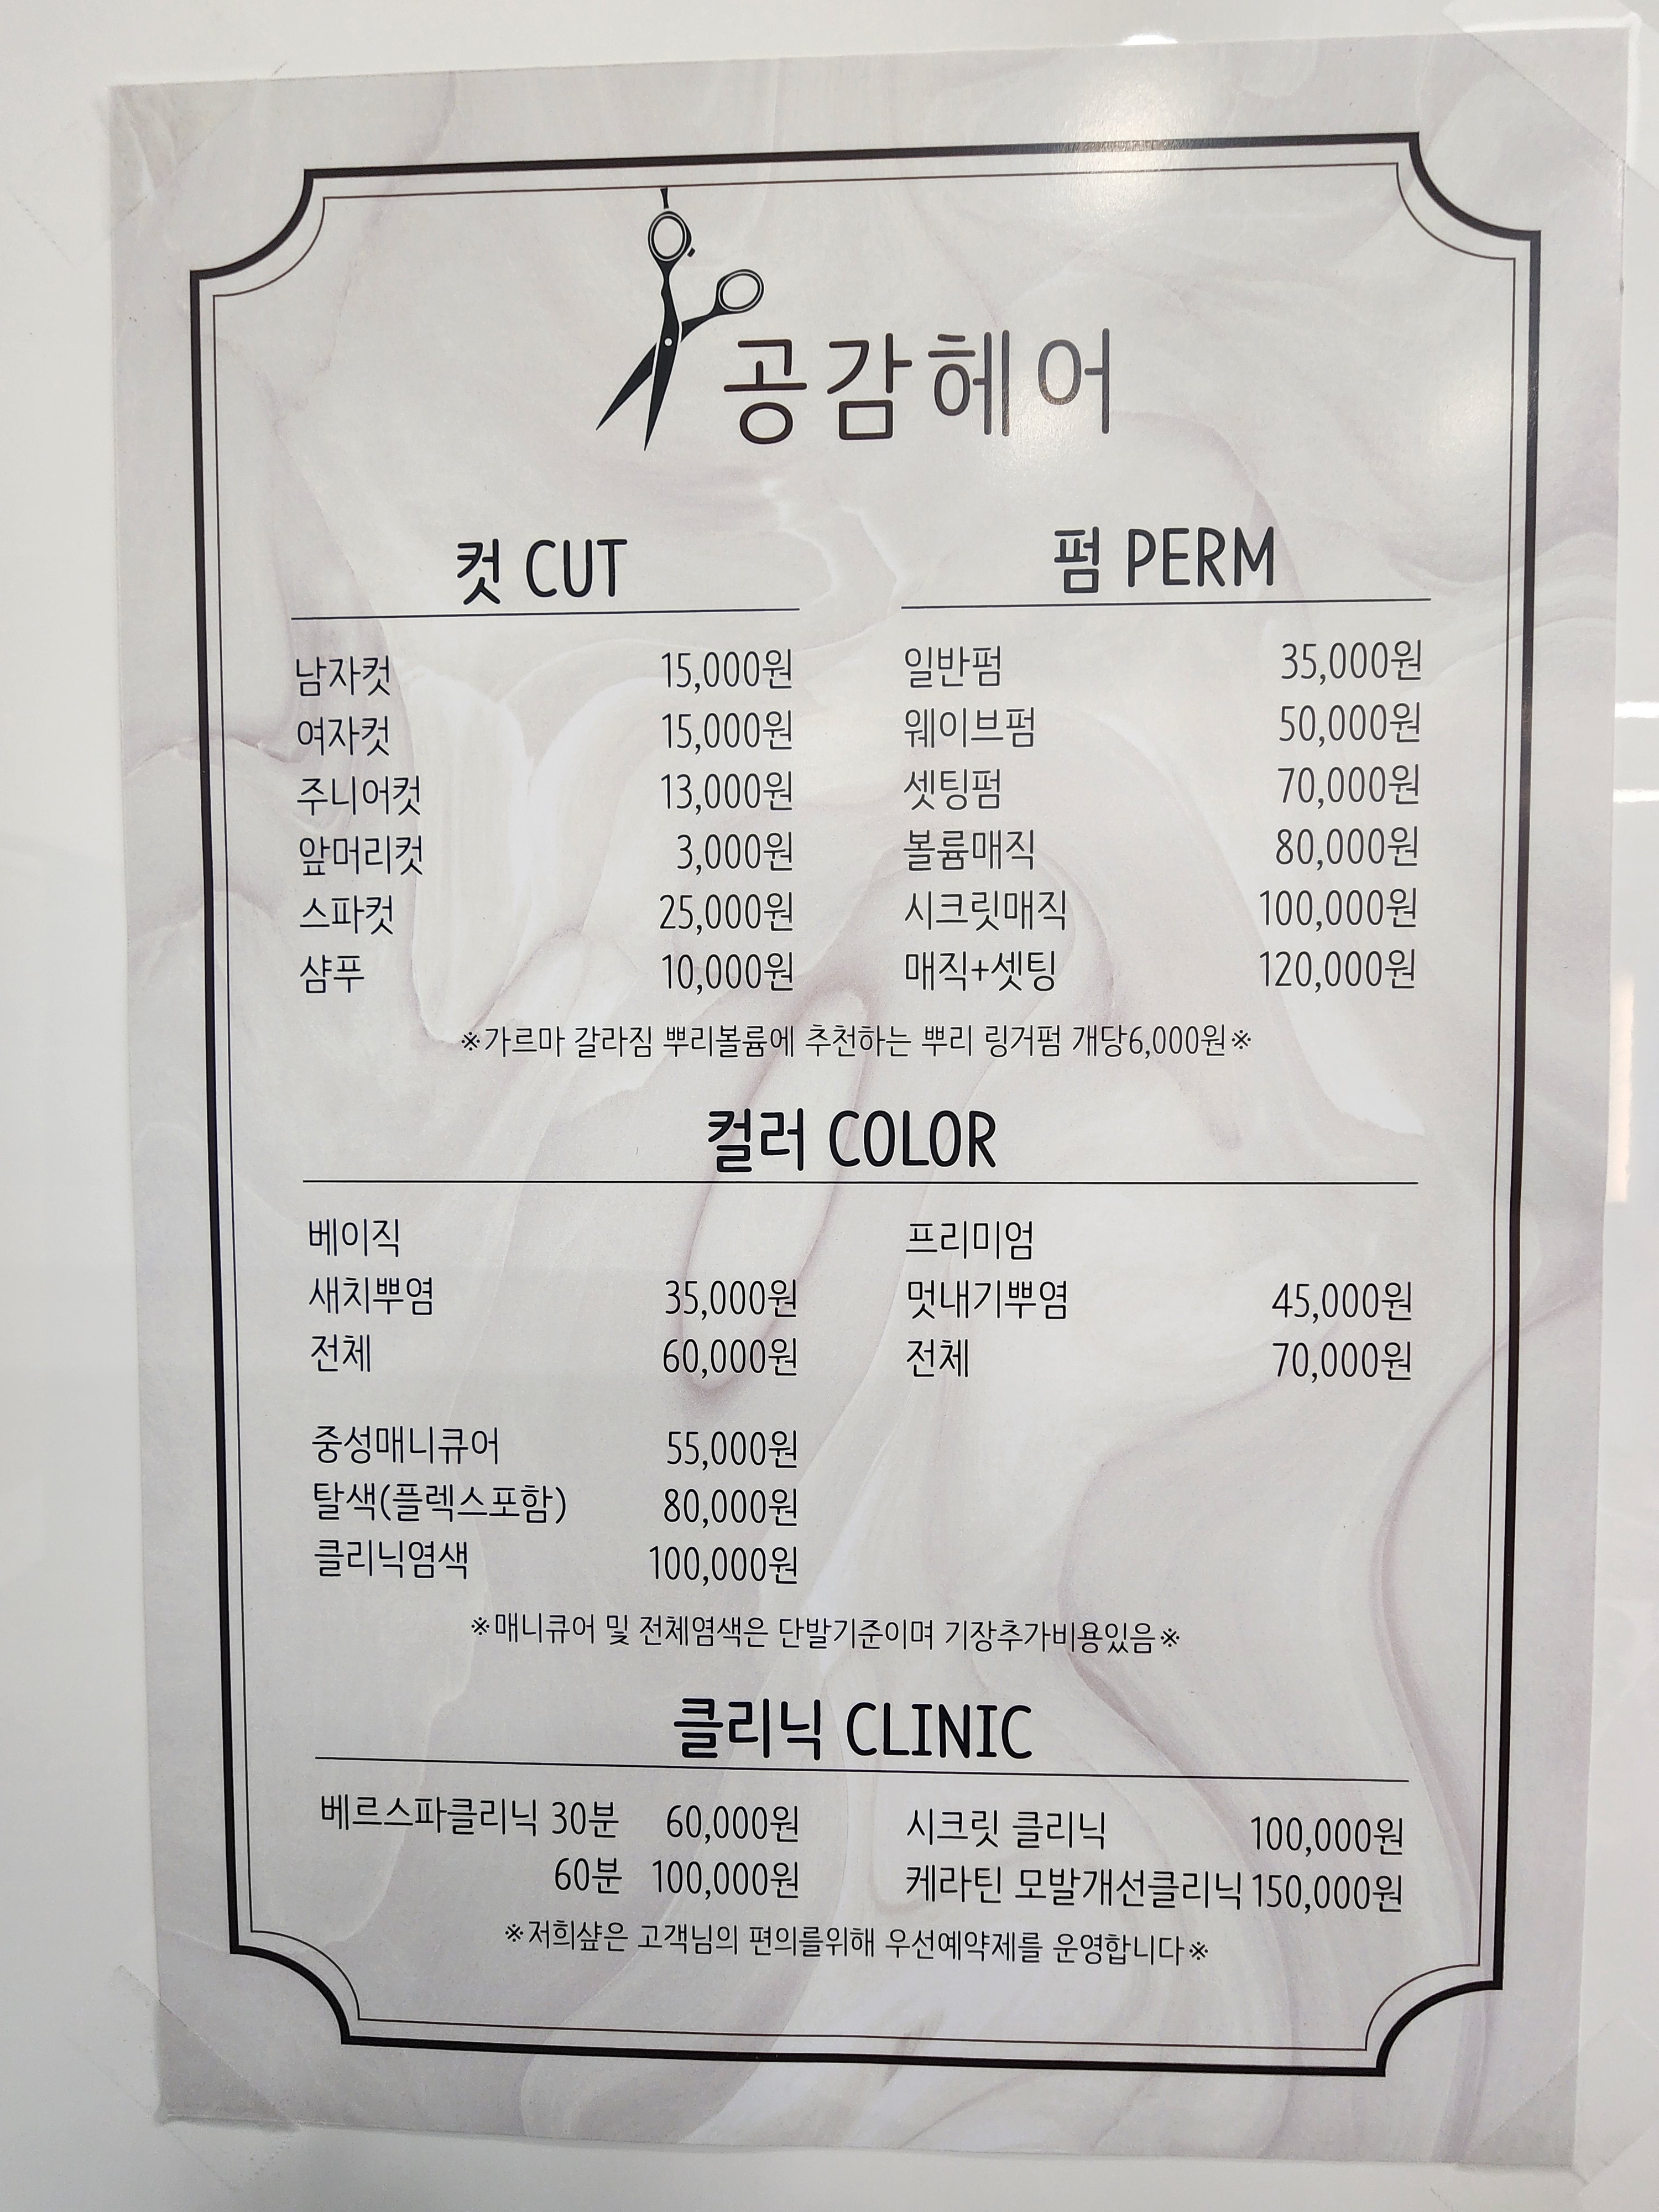 공감헤어
컷 CUT
남자컷 15,000원
여자컷 15,000원
주니어컷 13,000원
앞머리컷 3,000원
스파컷 25,000원
샴푸 10,000원
펌 PERM
일반펌 35,000원
웨이브펌 50,000원
셋팅펌 70,000원
볼륨매직 80,000원
시크릿매직 100,000원
매직+셋팅 120,000원
※가르마 갈라짐 뿌리볼륨에 추천하는 뿌리 링거펌 개당6,000원※
컬러 COLOR
베이직
새치뿌염 35,000원
전체 60,000원
중성매니큐어 55,000원
탈색(플렉스포함) 80,000원
클리닉염색 100,000원
프리미엄
멋내기뿌염 45,000원
전체 70,000원
※매니큐어 및 전체염색은 단발기준이며 기장추가비용있음※
클리닉 CLINIC
베르스파클리닉 30분 60,000원
60분 100,000원
시크릿 클리닉 100,000원
케라틴 모발개선클리닉 150,000원
※저희샾은 고객님의 편의를위해 우선예약제를 운영합니다※